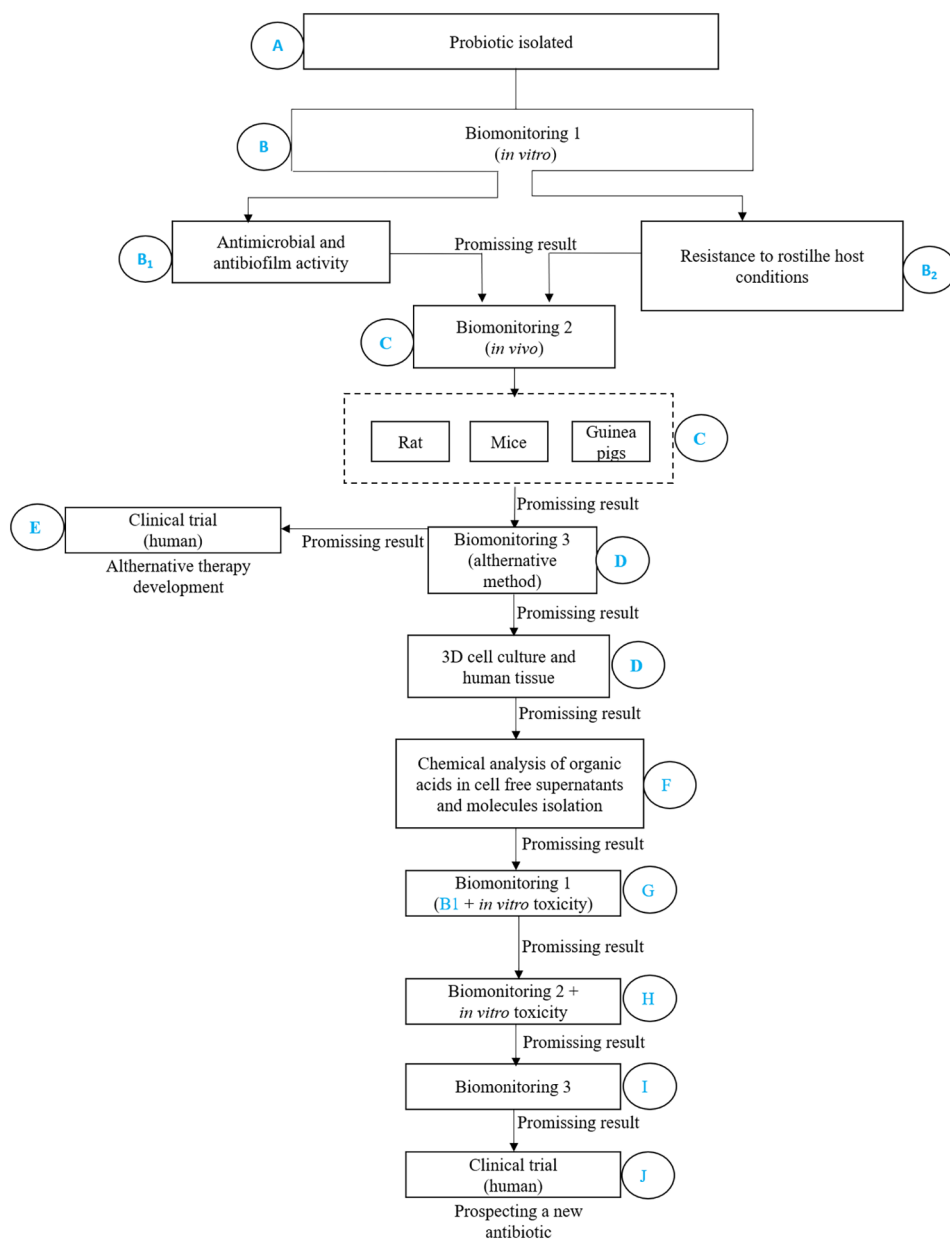 A
Probiotic isolated
B
Biomonitoring 1
(in vitro)
B1
Antimicrobial and
antibiofilm activity
Promissing result
Resistance to rostilhe host
conditions
B2
C
Biomonitoring 2
(in vivo)
Rat
Mice
Guinea
pigs
C
Promissing result
E
Clinical trial
(human)
Althernative therapy
development
Promissing result
Biomonitoring 3
(althernative
method)
D
Promissing result
3D cell culture and
human tissue
D
Promissing result
Chemical analysis of organic
acids in cell free supernatants
and molecules isolation
F
Promissing result
Biomonitoring 1
(B1 + in vitro toxicity)
G
Promissing result
Biomonitoring 2 +
in vitro toxicity
H
Promissing result
Biomonitoring 3
I
Promissing result
Clinical trial
(human)
J
Prospecting a new
antibiotic